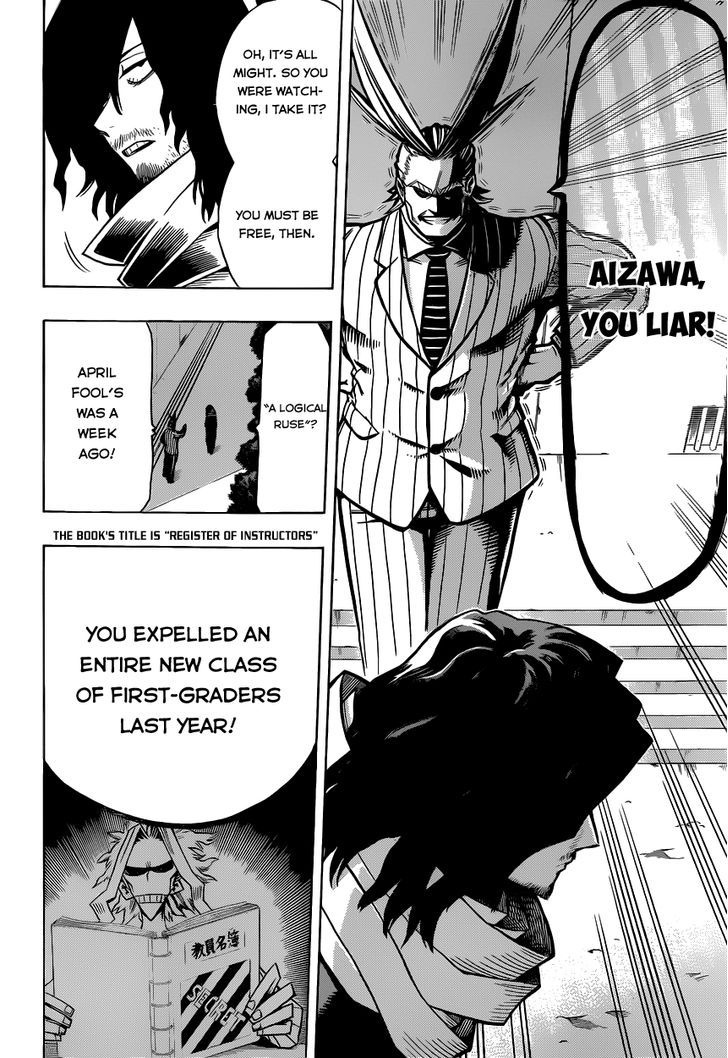 AIZAWA,
YOU LIAR!
OH, IT'S ALL
MIGHT. SO YOU
WERE WATCH-
ING, I TAKE IT?
YOU MUST BE
FREE, THEN.
"A LOGICAL
RUSE"?
APRIL
FOOL'S
WAS A
WEEK
AGO!
THE BOOK'S TITLE IS "REGISTER OF INSTRUCTORS"
YOU EXPELLED AN
ENTIRE NEW CLASS
OF FIRST-GRADERS
LAST YEAR!
教員名簿
SECRET